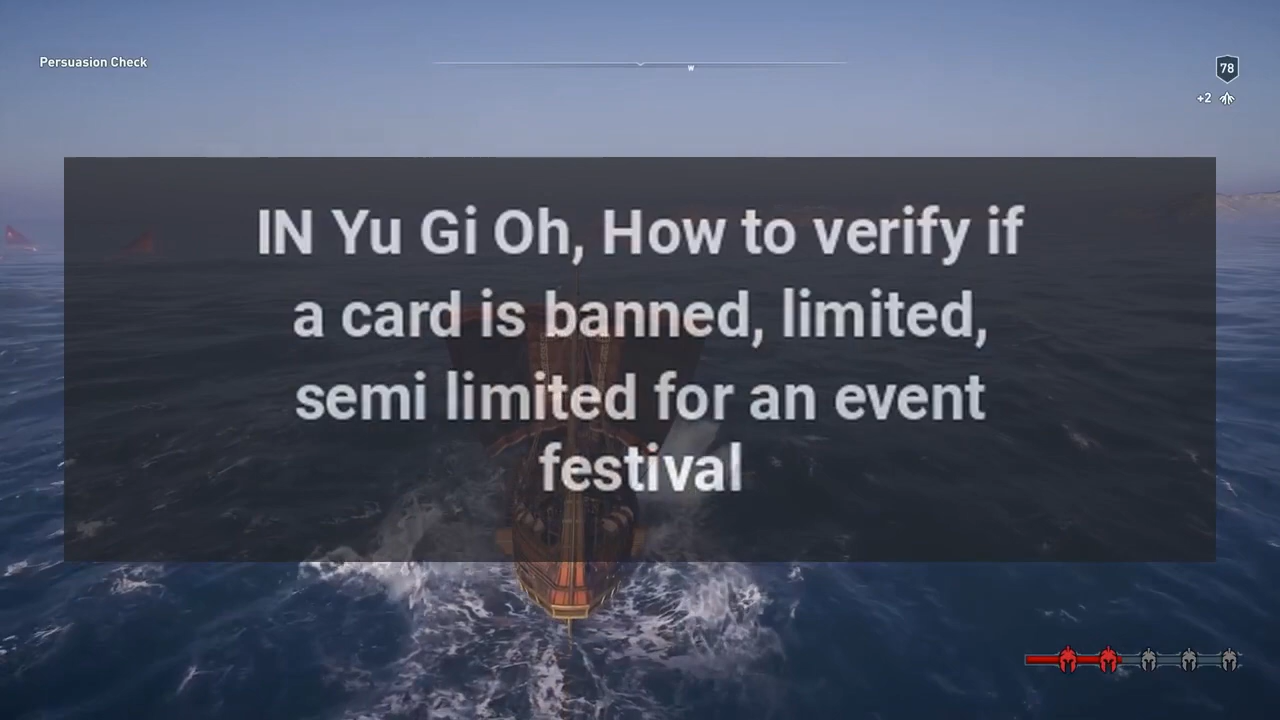 Persuasion Check
W
78
+2
IN Yu Gi Oh, How to verify if
a card is banned, limited,
semi limited for an event
festival